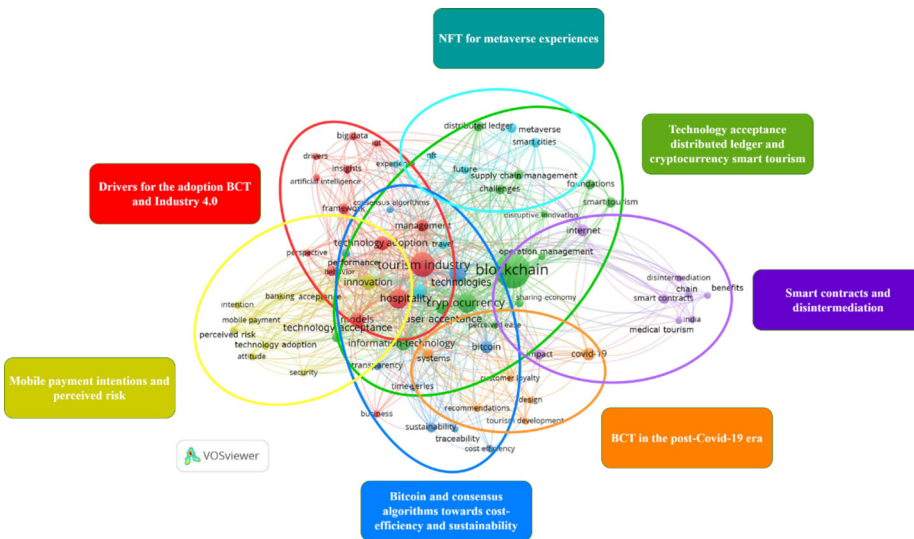 NFT for metaverse experiences
Technology acceptance
distributed ledger and
cryptocurrency smart tourism
Drivers for the adoption BCT
and Industry 4.0
Smart contracts and
disintermediation
Mobile payment intentions and
perceived risk
BCT in the post-Covid-19 era
Bitcoin and consensus
algorithms towards cost-
efficiency and sustainability
VOSviewer
big data
iot
distributed ledger
metaverse
smart cities
drivers
insights
experience
nft
future
artificial intelligence
supply chain management
challenges
foundations
consensus algorithms
framework
smart tourism
disruptive innovation
management
internet
technology adoption
travel
perspective
performance
operation management
tourism industry
blockchain
behavior
innovation
technologies
disintermediation
chain
benefits
intention
banking acceptance
hospitality
cryptocurrency
sharing economy
smart contracts
mobile payment
models
user acceptance
india
perceived risk
technology acceptance
perceived ease
medical tourism
technology adoption
information-technology
bitcoin
attitude
systems
impact
covid-19
security
transparency
customer loyalty
time-series
design
business
recommendations
sustainability
tourism development
traceability
cost efficiency